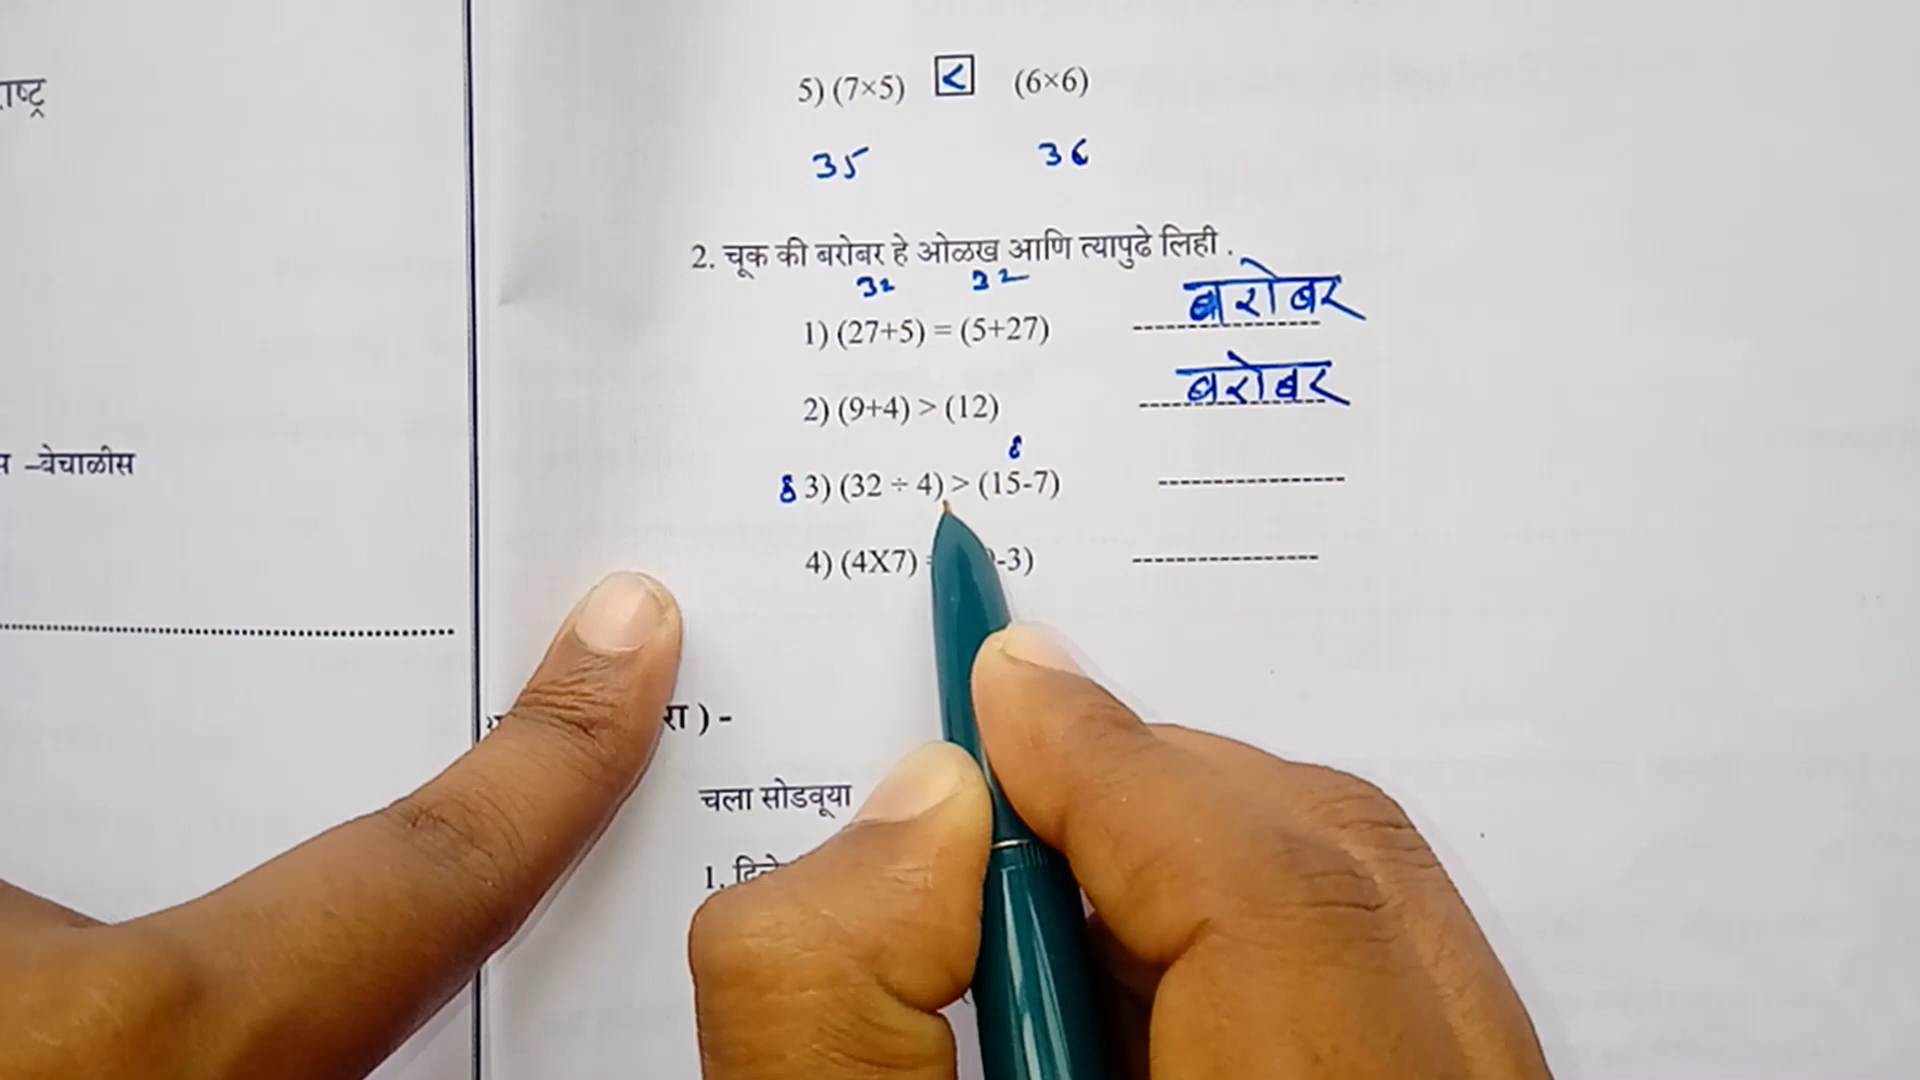 5) (7×5) < (6×6)
35 36
2. चूक की बरोबर हे ओळख आणि त्यापुढे लिही .
32 32
1) (27+5) = (5+27) बरोबर
2) (9+4) > (12) बरोबर
8
8 3) (32 ÷ 4) > (15-7)
4) (4X7) -3)
रा ) -
चला सोडवूया
1.
–बेचाळीस